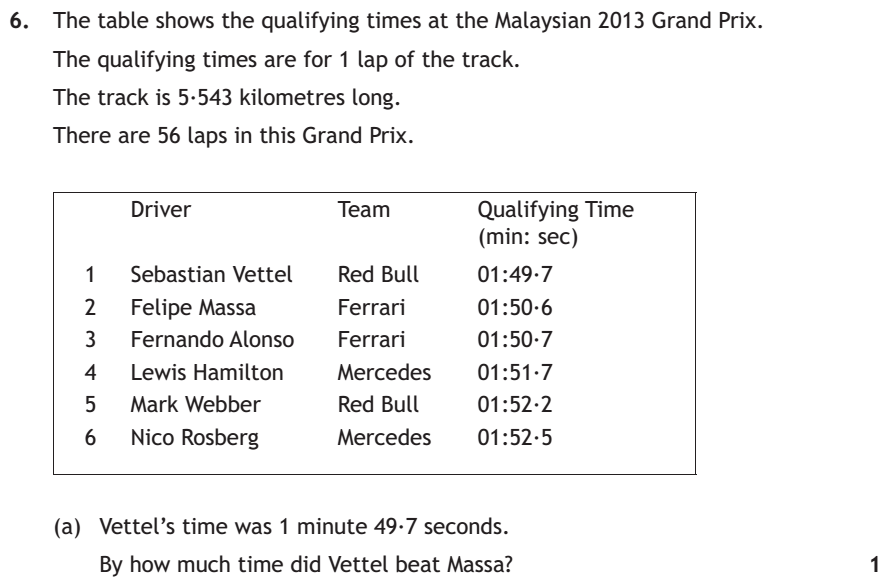 6. The table shows the qualifying times at the Malaysian 2013 Grand Prix.
The qualifying times are for 1 lap of the track.
The track is 5·543 kilometres long.
There are 56 laps in this Grand Prix.
Driver Team Qualifying Time
(min: sec)
1 Sebastian Vettel Red Bull 01:49·7
2 Felipe Massa Ferrari 01:50·6
3 Fernando Alonso Ferrari 01:50·7
4 Lewis Hamilton Mercedes 01:51·7
5 Mark Webber Red Bull 01:52·2
6 Nico Rosberg Mercedes 01:52·5
(a) Vettel’s time was 1 minute 49·7 seconds.
By how much time did Vettel beat Massa? 1